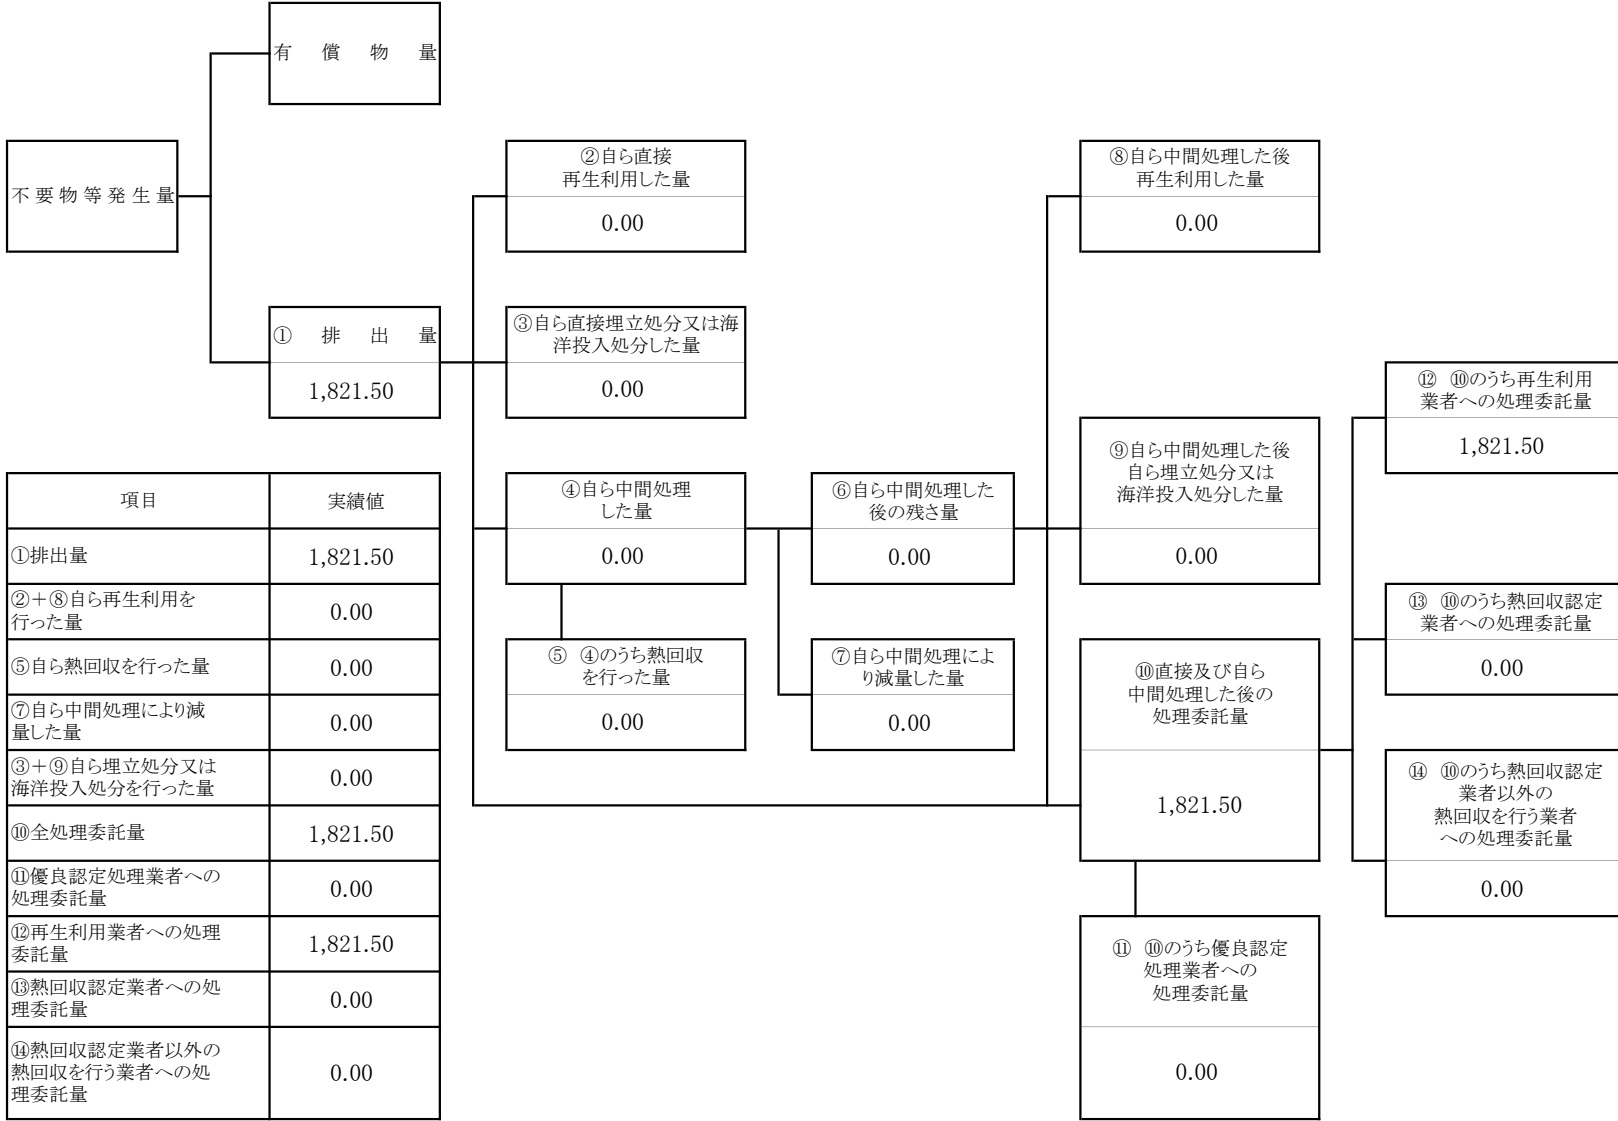 有償物量
不要物等発生量
①排出量
1,821.50
②自ら直接
再生利用した量
0.00
③自ら直接埋立処分又は海
洋投入処分した量
0.00
④自ら中間処理
した量
0.00
⑤ ④のうち熱回収
を行った量
0.00
⑥自ら中間処理した
後の残さ量
0.00
⑦自ら中間処理によ
り減量した量
0.00
⑧自ら中間処理した後
再生利用した量
0.00
⑨自ら中間処理した後
自ら埋立処分又は
海洋投入処分した量
0.00
⑩直接及び自ら
中間処理した後の
処理委託量
1,821.50
⑪ ⑩のうち優良認定
処理業者への
処理委託量
0.00
⑫ ⑩のうち再生利用
業者への処理委託量
1,821.50
⑬ ⑩のうち熱回収認定
業者への処理委託量
0.00
⑭ ⑩のうち熱回収認定
業者以外の
熱回収を行う業者
への処理委託量
0.00
項目 実績値
①排出量 1,821.50
②+⑧自ら再生利用を
行った量
0.00
⑤自ら熱回収を行った量 0.00
⑦自ら中間処理により減
量した量
0.00
③+⑨自ら埋立処分又は
海洋投入処分を行った量
0.00
⑩全処理委託量 1,821.50
⑪優良認定処理業者への
処理委託量
0.00
⑫再生利用業者への処理
委託量
1,821.50
⑬熱回収認定業者への処
理委託量
0.00
⑭熱回収認定業者以外の
熱回収を行う業者への処
理委託量
0.00